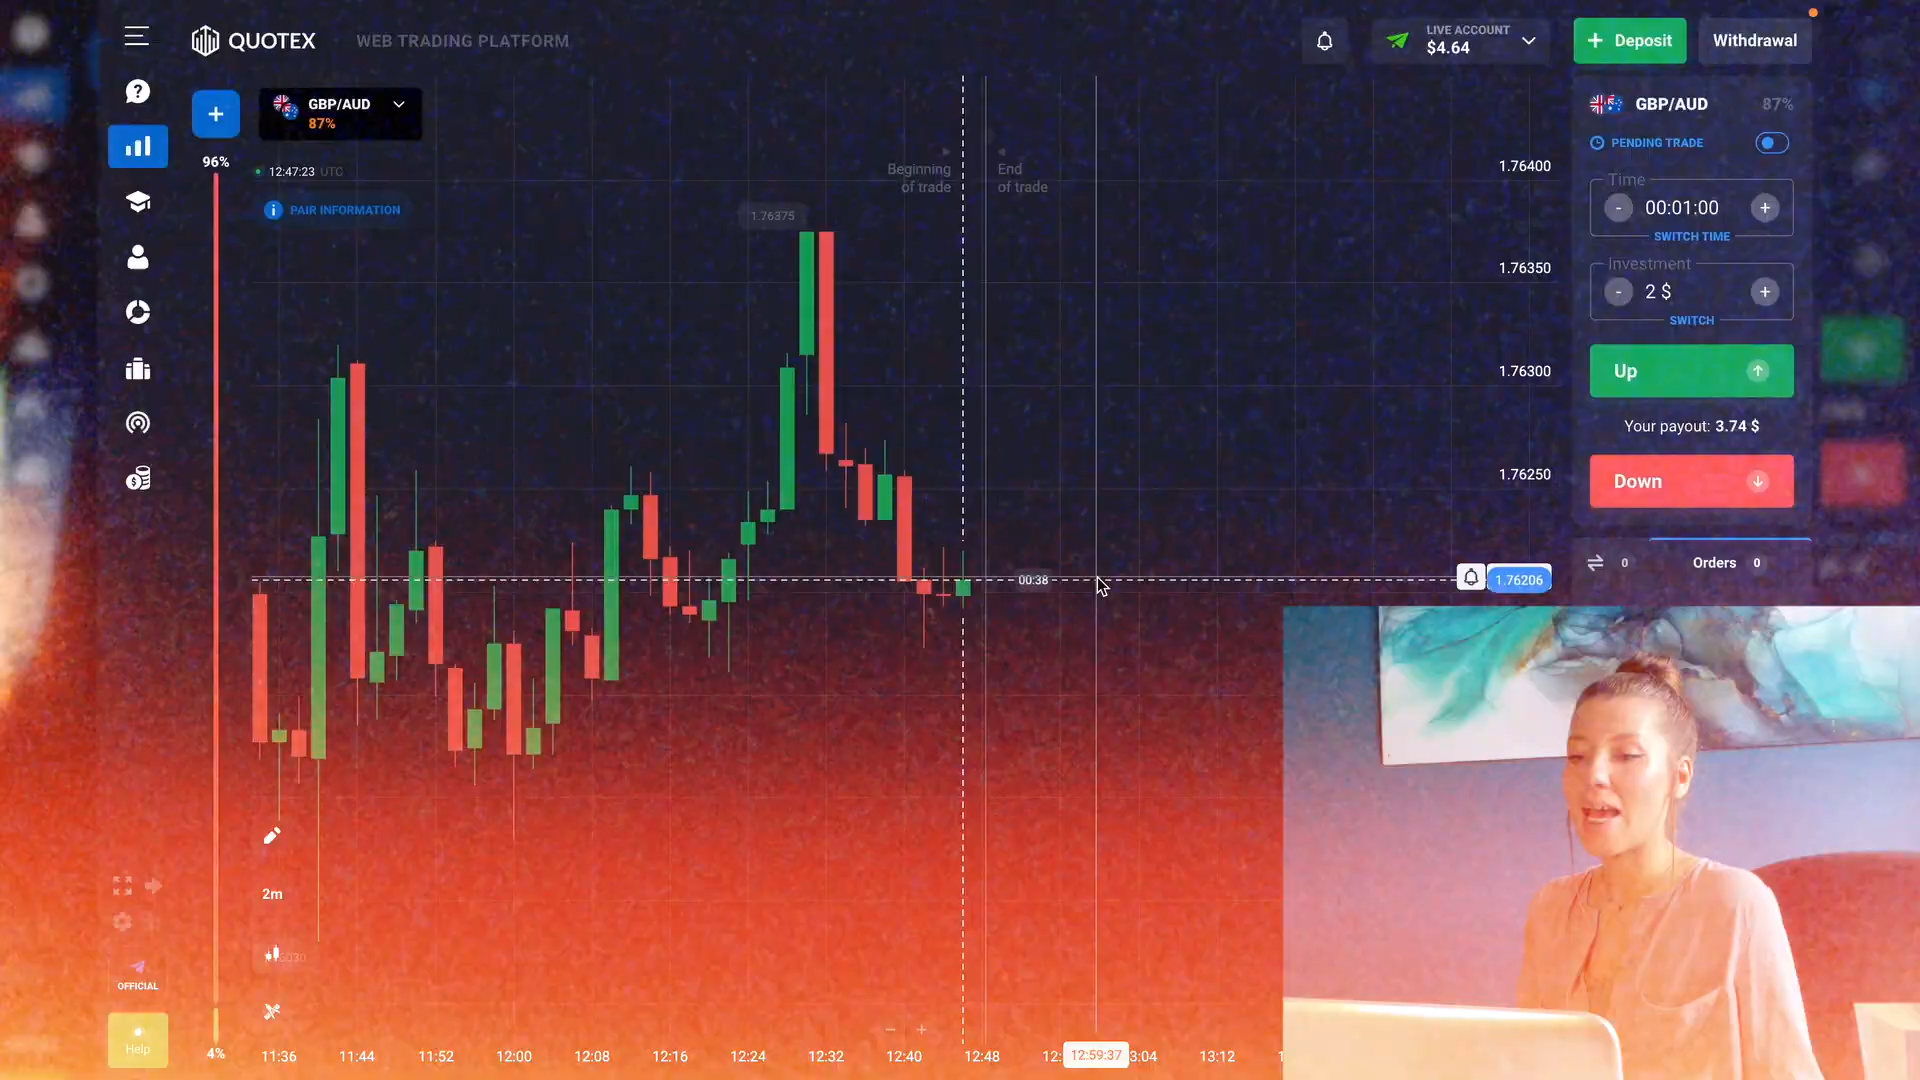 QUOTEX
WEB TRADING PLATFORM
LIVE ACCOUNT
$4.64
+ Deposit
Withdrawal
+
GBP/AUD
87%
96%
12:47:23 UTC
PAIR INFORMATION
Beginning
of trade
End
of trade
1.76375
1.76400
1.76350
1.76300
1.76250
00:38
1.76206
GBP/AUD
87%
PENDING TRADE
Time
- 00:01:00 +
SWITCH TIME
Investment
- 2 $ +
SWITCH
Up
Your payout: 3.74 $
Down
0
Orders 0
2m
OFFICIAL
Help
4%
11:36
11:44
11:52
12:00
12:08
12:16
12:24
12:32
12:40
12:48
12:59:37
13:12